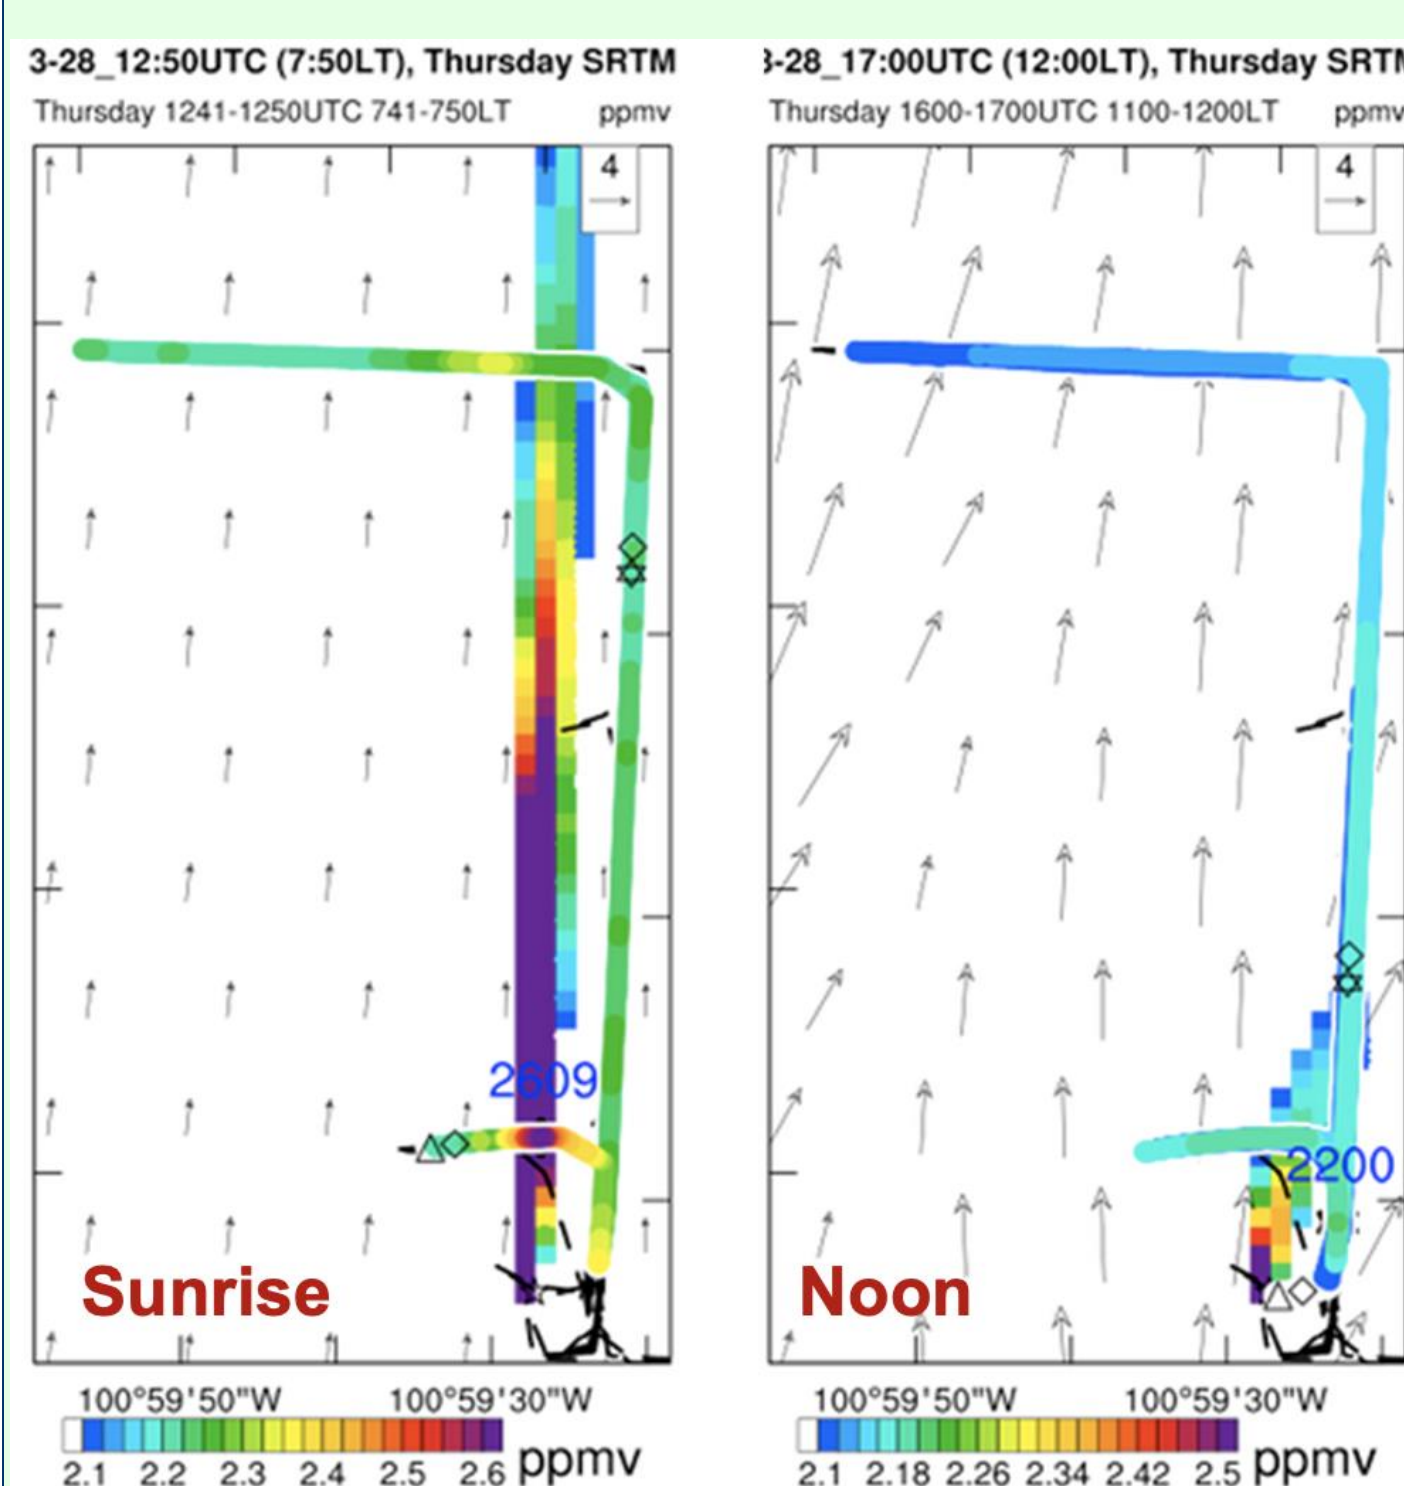 3-28_12:50UTC (7:50LT), Thursday SRTM
Thursday 1241-1250UTC 741-750LT ppmv
4
2609
Sunrise
100°59'50"W 100°59'30"W
2.1 2.2 2.3 2.4 2.5 2.6 ppmv
3-28_17:00UTC (12:00LT), Thursday SRTM
Thursday 1600-1700UTC 1100-1200LT ppmv
4
2200
Noon
100°59'50"W 100°59'30"W
2.1 2.18 2.26 2.34 2.42 2.5 ppmv